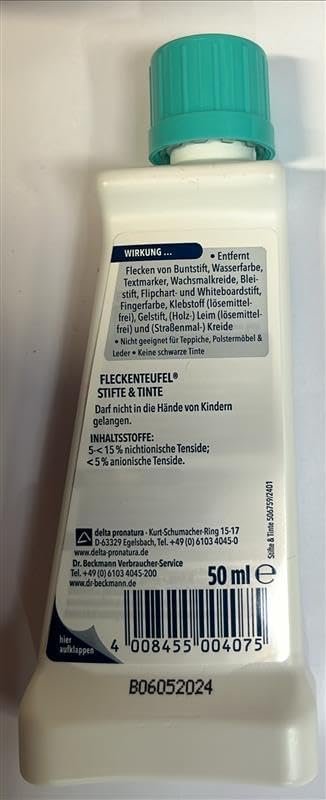 WIRKUNG ...
• Entfernt
Flecken von Buntstift, Wasserfarbe,
Textmarker, Wachsmalkreide, Blei-
stift, Flipchart- und Whiteboardstift,
Fingerfarbe, Klebstoff (lösemittel-
frei), Gelstift, (Holz-) Leim (lösemittel-
frei) und (Straßenmal-) Kreide
• Nicht geeignet für Teppiche, Polstermöbel &
Leder • Keine schwarze Tinte
FLECKENTEUFEL®
STIFTE & TINTE
Darf nicht in die Hände von Kindern
gelangen.
INHALTSSTOFFE:
5-< 15 % nichtionische Tenside;
< 5 % anionische Tenside.
delta pronatura - Kurt-Schumacher-Ring 15-17
D-63329 Egelsbach, Tel. +49 (0) 6103 4045-0
www.delta-pronatura.de
Dr. Beckmann Verbraucher-Service
Tel. +49 (0) 6103 4045-200
www.dr-beckmann.de
50 ml ℮
Stifte & Tinte 506759/2401
hier
aufklappen
4 008455 004075
B06052024